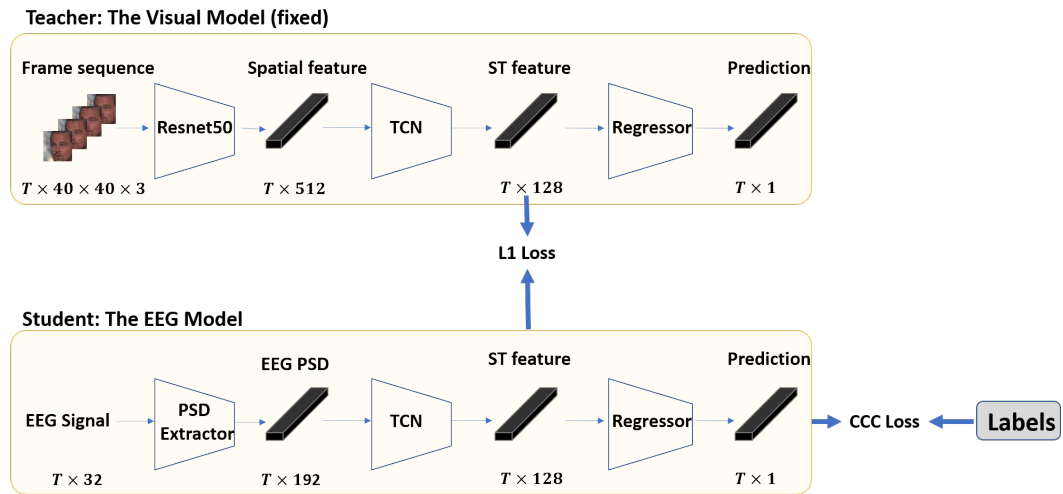 Teacher: The Visual Model (fixed)
Frame sequence
Spatial feature
ST feature
Prediction
Resnet50
TCN
Regressor
T × 40 × 40 × 3
T × 512
T × 128
T × 1
L1 Loss
Student: The EEG Model
EEG PSD
ST feature
Prediction
EEG Signal
PSD
Extractor
TCN
Regressor
CCC Loss
Labels
T × 32
T × 192
T × 128
T × 1